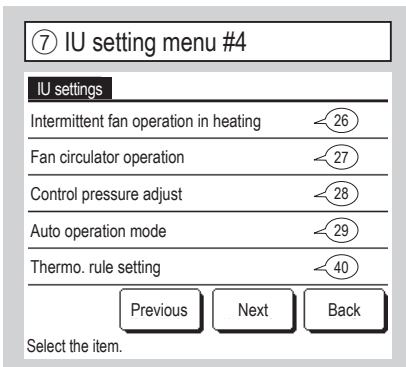 ⑦ IU setting menu #4
IU settings
Intermittent fan operation in heating 26
Fan circulator operation 27
Control pressure adjust 28
Auto operation mode 29
Thermo. rule setting 40
Previous Next Back
Select the item.